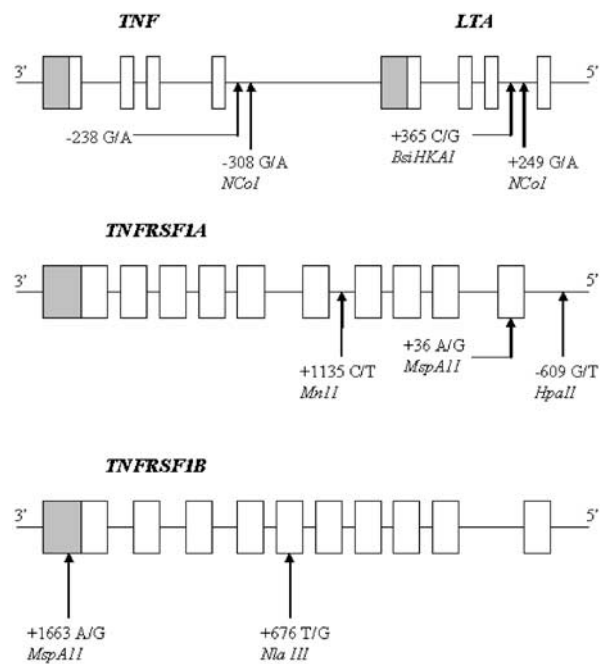 TNF
LTA
3’
5’
-238 G/A
-308 G/A
NCoI
+365 C/G
BsiHKAI
+249 G/A
NCoI
TNFRSF1A
3’
5’
+1135 C/T
MnlI
+36 A/G
MspA1I
-609 G/T
HpaII
TNFRSF1B
3’
5’
+1663 A/G
MspA1I
+676 T/G
Nla III